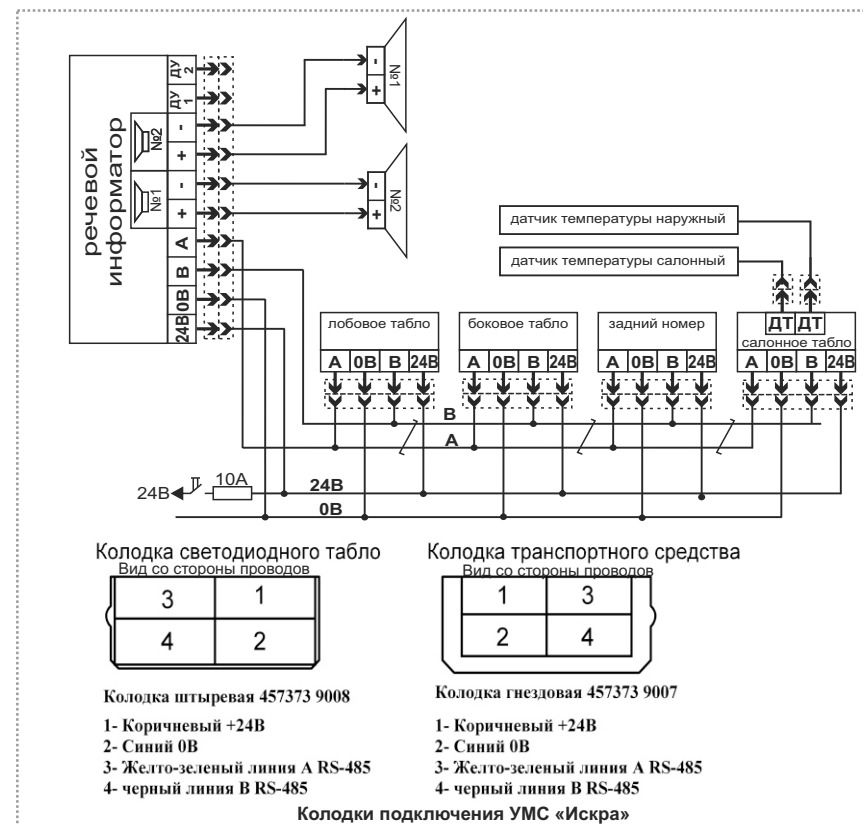 речевой
информатор
ДУ
2
ДУ
1
№2
-
+
№1
-
+
А
В
0В
24В
-
+
№1
-
+
№2
датчик температуры наружный
датчик температуры салонный
лобовое табло
А 0В В 24В
боковое табло
А 0В В 24В
задний номер
А 0В В 24В
ДТ ДТ
салонное табло
А 0В В 24В
В
А
24В
10А
24В
0В
Колодка светодиодного табло
Вид со стороны проводов
3 1
4 2
Колодка штыревая 457373 9008
1- Коричневый +24В
2- Синий 0В
3- Желто-зеленый линия А RS-485
4- черный линия В RS-485
Колодка транспортного средства
Вид со стороны проводов
1 3
2 4
Колодка гнездовая 457373 9007
1- Коричневый +24В
2- Синий 0В
3- Желто-зеленый линия А RS-485
4- черный линия В RS-485
Колодки подключения УМС «Искра»